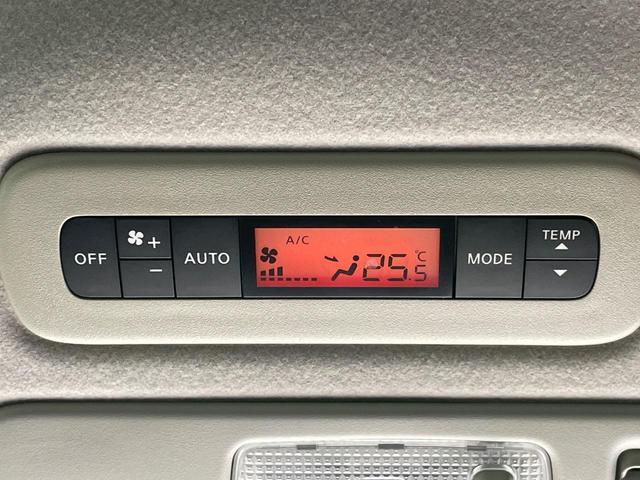 OFF
+
−
AUTO
A/C
25.5
°C
MODE
TEMP